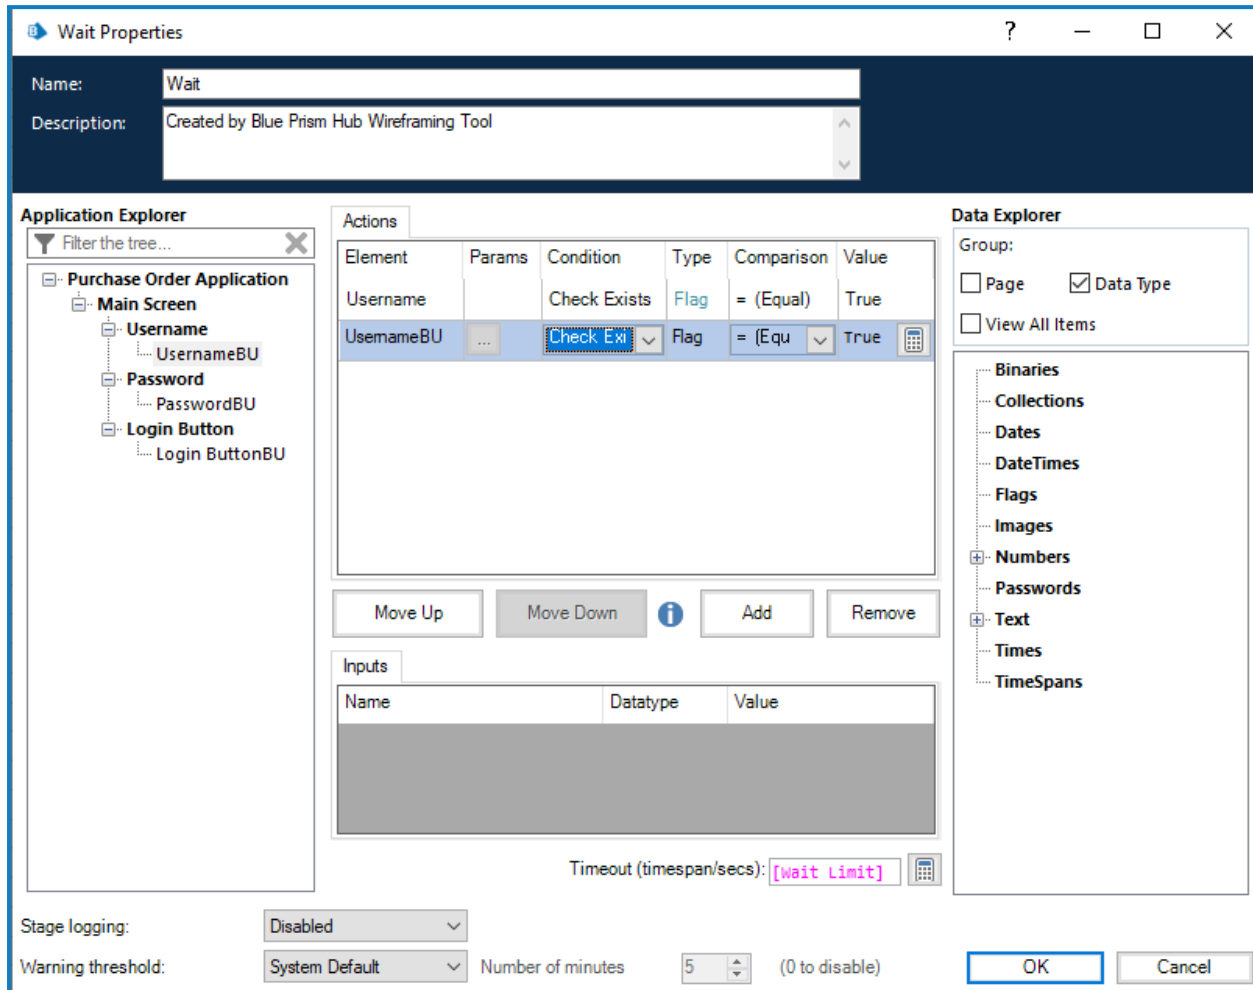 Wait Properties
Name: Wait
Description: Created by Blue Prism Hub Wireframing Tool
Application Explorer
Filter the tree...
Purchase Order Application
Main Screen
Username
UsernameBU
Password
PasswordBU
Login Button
Login ButtonBU
Actions
Element Params Condition Type Comparison Value
Username Check Exists Flag = (Equal) True
UsernameBU ... Check Exi Flag = (Equ True
Move Up Move Down i Add Remove
Inputs
Name Datatype Value
Timeout (timespan/secs): [Wait Limit]
Data Explorer
Group:
Page Data Type
View All Items
Binaries
Collections
Dates
DateTimes
Flags
Images
Numbers
Passwords
Text
Times
TimeSpans
Stage logging: Disabled
Warning threshold: System Default Number of minutes 5 (0 to disable)
OK Cancel